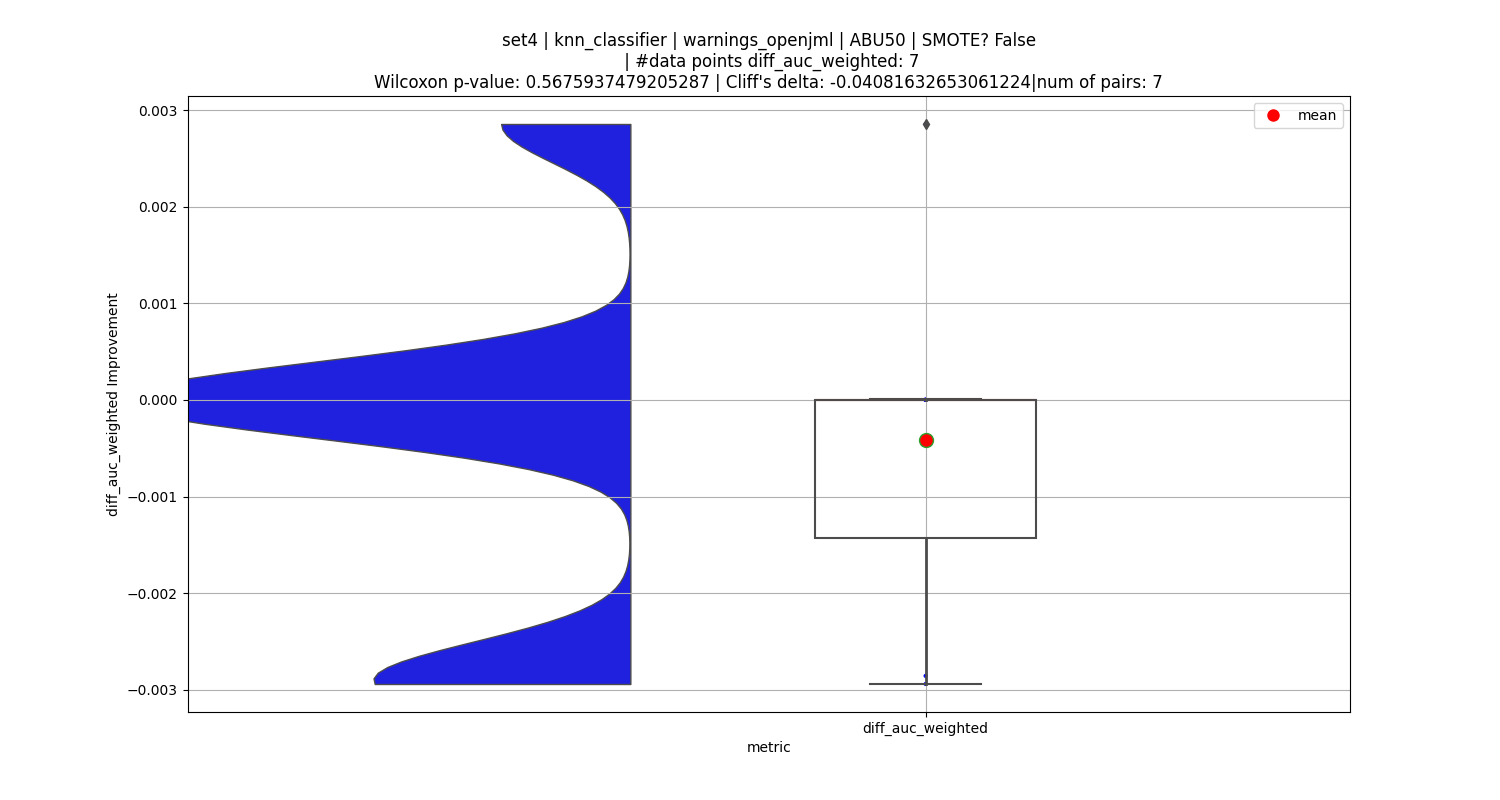 set4 | knn_classifier | warnings_openjml | ABU50 | SMOTE? False
| #data points diff_auc_weighted: 7
Wilcoxon p-value: 0.5675937479205287 | Cliff's delta: -0.04081632653061224|num of pairs: 7
0.003
mean
0.002
0.001
0.000
−0.001
−0.002
−0.003
diff_auc_weighted Improvement
diff_auc_weighted
metric